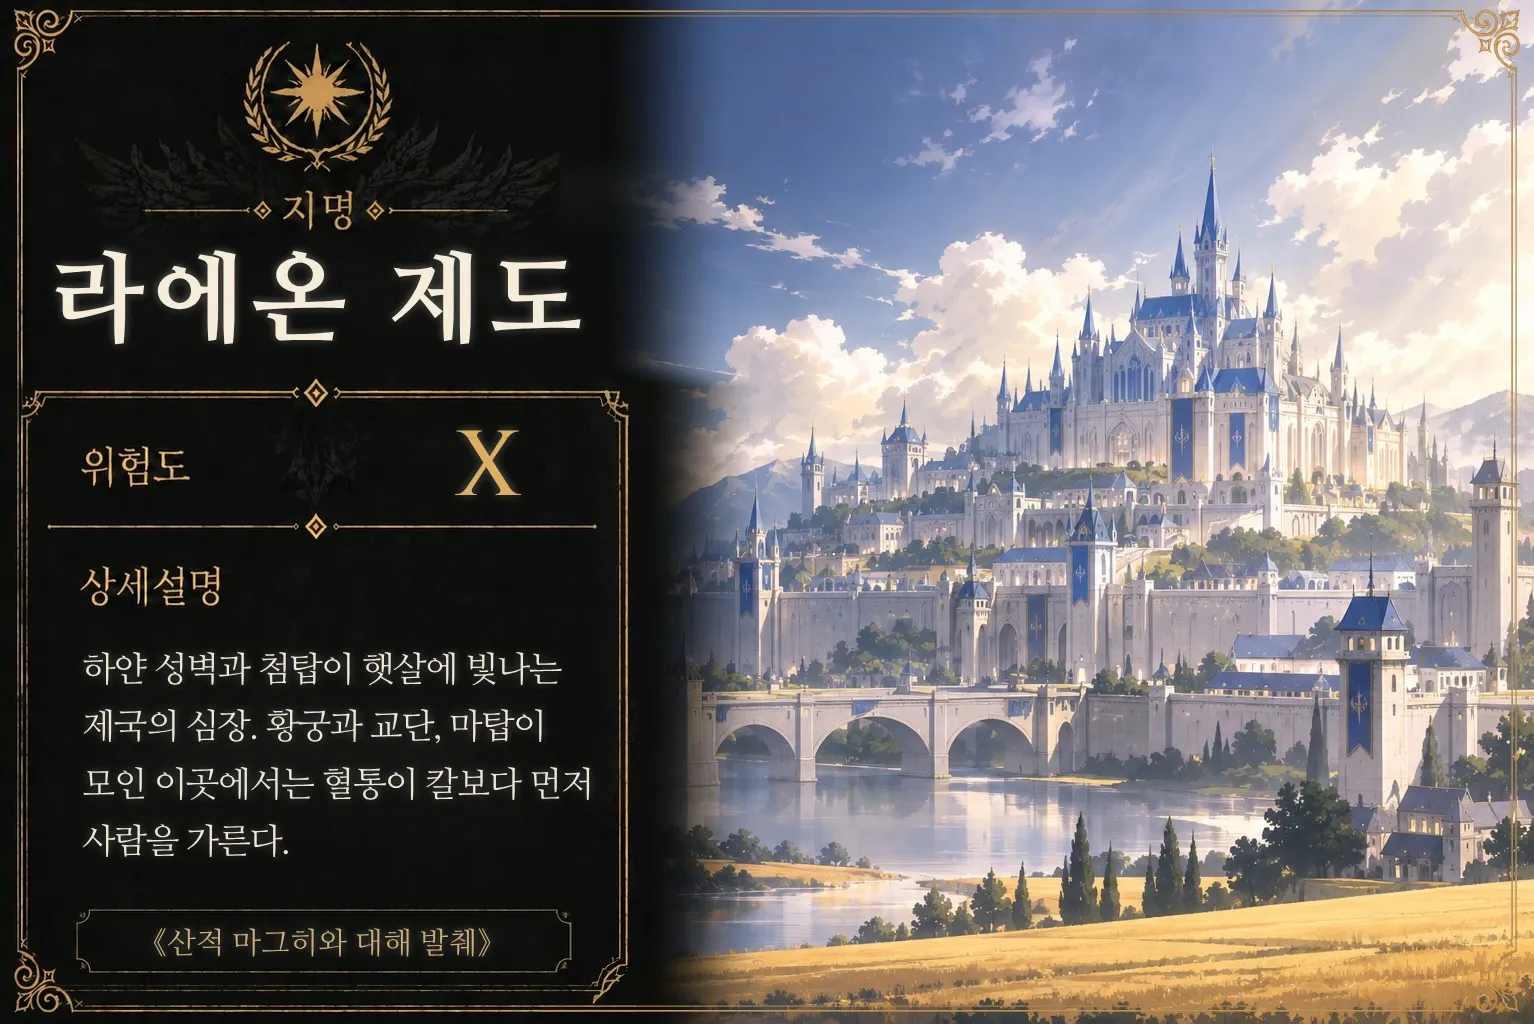 지명
라에온 제도
위험도 X
상세설명
하얀 성벽과 첨탑이 햇살에 빛나는
제국의 심장. 황궁과 교단, 마탑이
모인 이곳에서는 혈통이 칼보다 먼저
사람을 가른다.
《산적 마그히와 대해 발췌》